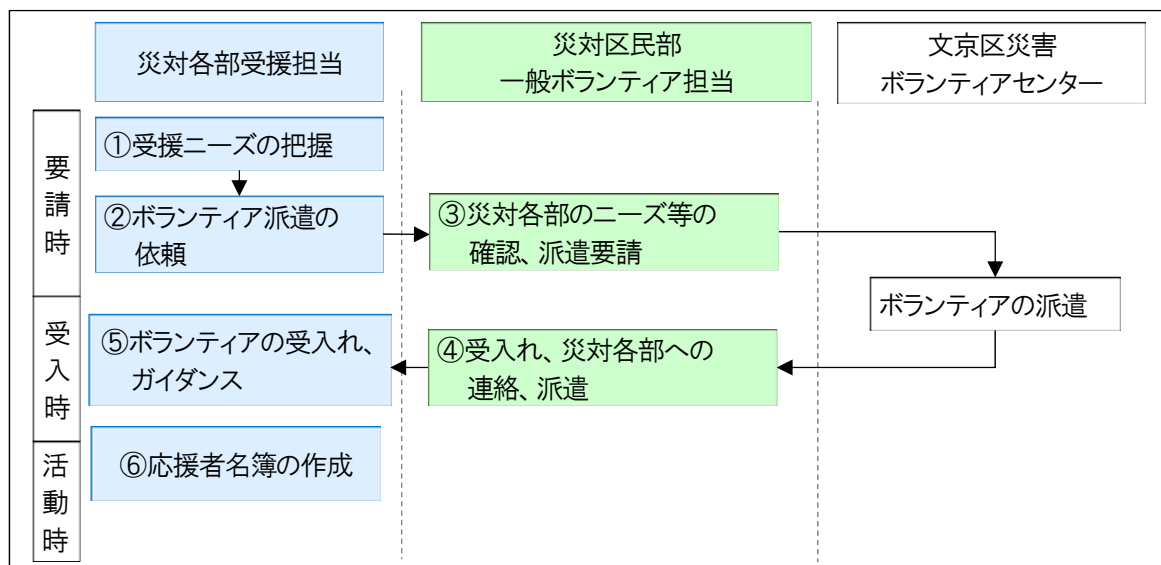 災対各部受援担当
災対区民部
一般ボランティア担当
文京区災害
ボランティアセンター
要請時
①受援ニーズの把握
②ボランティア派遣の
依頼
③災対各部のニーズ等の
確認、派遣要請
ボランティアの派遣
受入時
⑤ボランティアの受入れ、
ガイダンス
④受入れ、災対各部への
連絡、派遣
活動時
⑥応援者名簿の作成